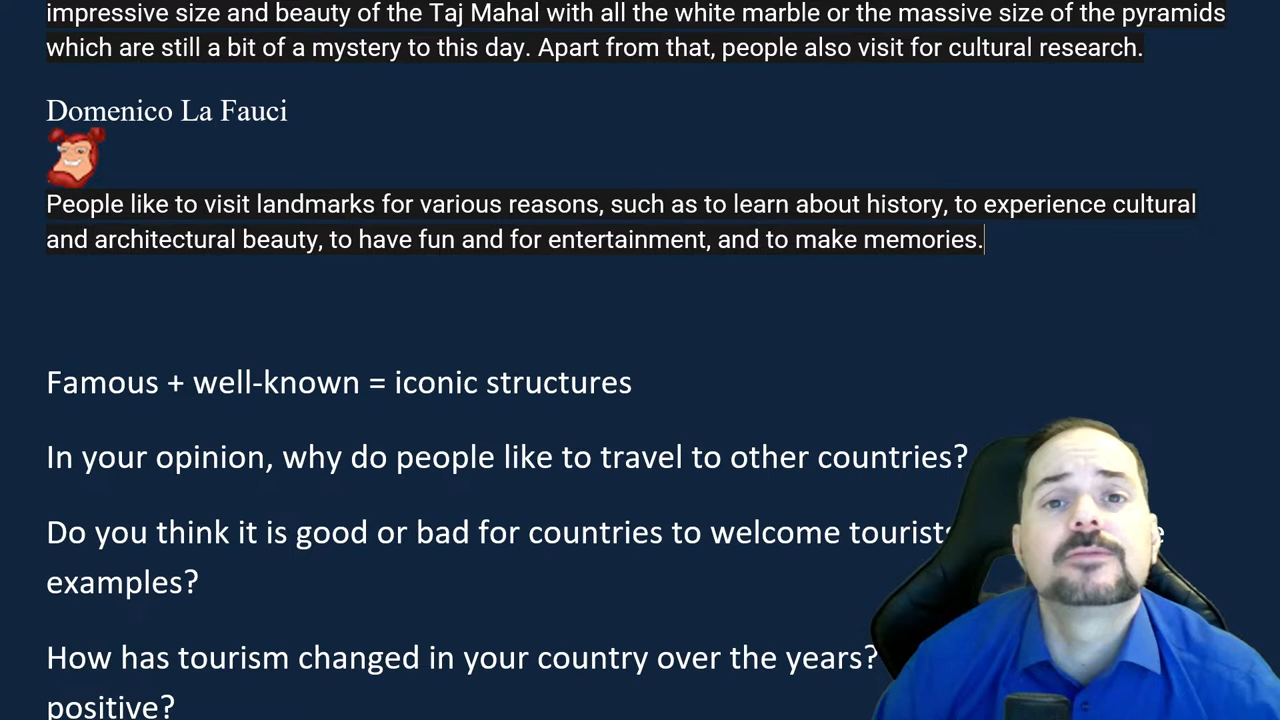 impressive size and beauty of the Taj Mahal with all the white marble or the massive size of the pyramids
which are still a bit of a mystery to this day. Apart from that, people also visit for cultural research.
Domenico La Fauci
People like to visit landmarks for various reasons, such as to learn about history, to experience cultural
and architectural beauty, to have fun and for entertainment, and to make memories.
Famous + well-known = iconic structures
In your opinion, why do people like to travel to other countries?
Do you think it is good or bad for countries to welcome tourists
examples?
How has tourism changed in your country over the years?
positive?